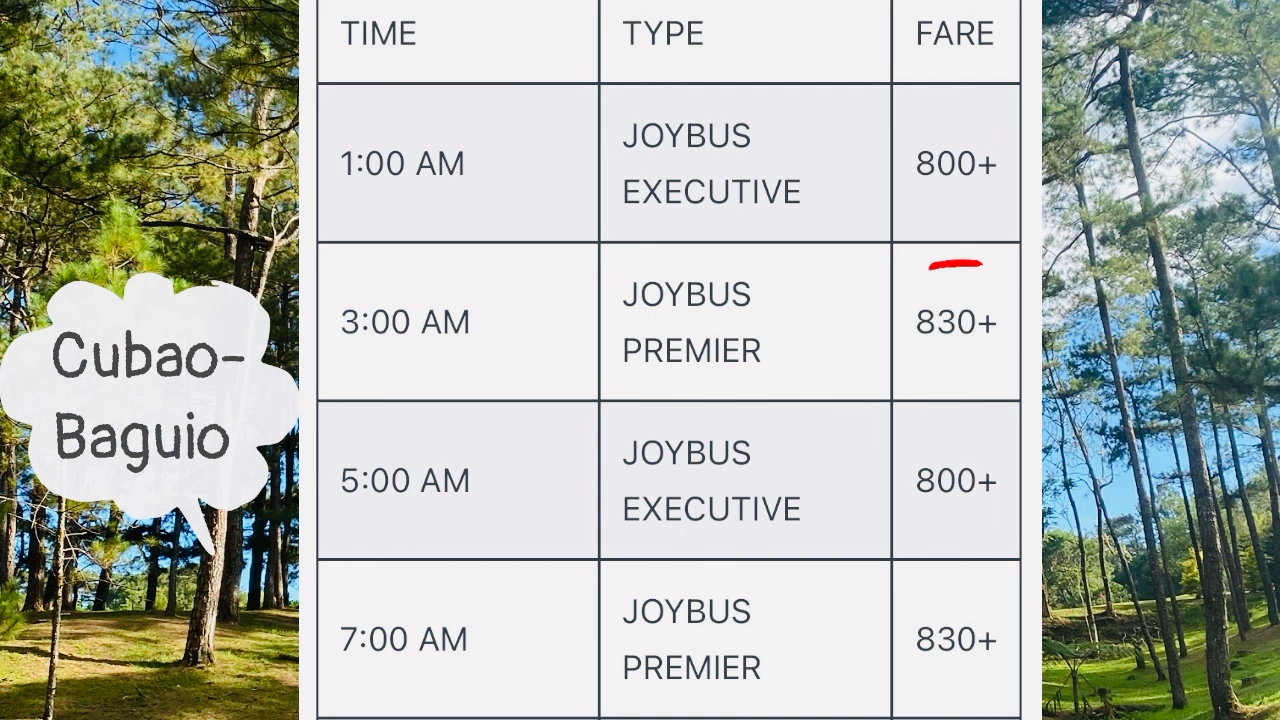 Cubao-
Baguio
TIME TYPE FARE
1:00 AM JOYBUS EXECUTIVE 800+
3:00 AM JOYBUS PREMIER 830+
5:00 AM JOYBUS EXECUTIVE 800+
7:00 AM JOYBUS PREMIER 830+